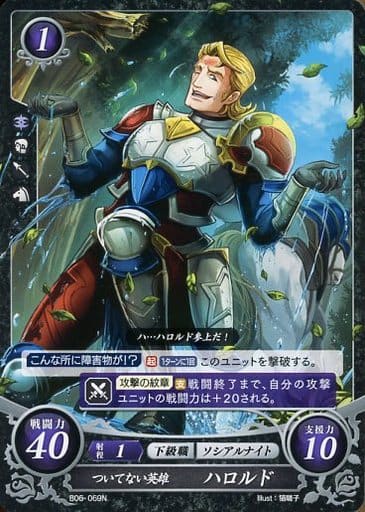 1
ハ…ハロルド参上だ!
こんな所に障害物が!? 起 1ターンに1回 このユニットを撃破する。
攻撃の紋章 支 戦闘終了まで、自分の攻撃
ユニットの戦闘力は+20される。
戦闘力 40
射程 1
下級職 ソシアルナイト
支援力 10
ついてない英雄 ハロルド
B06-069N
Illust:猫睦子